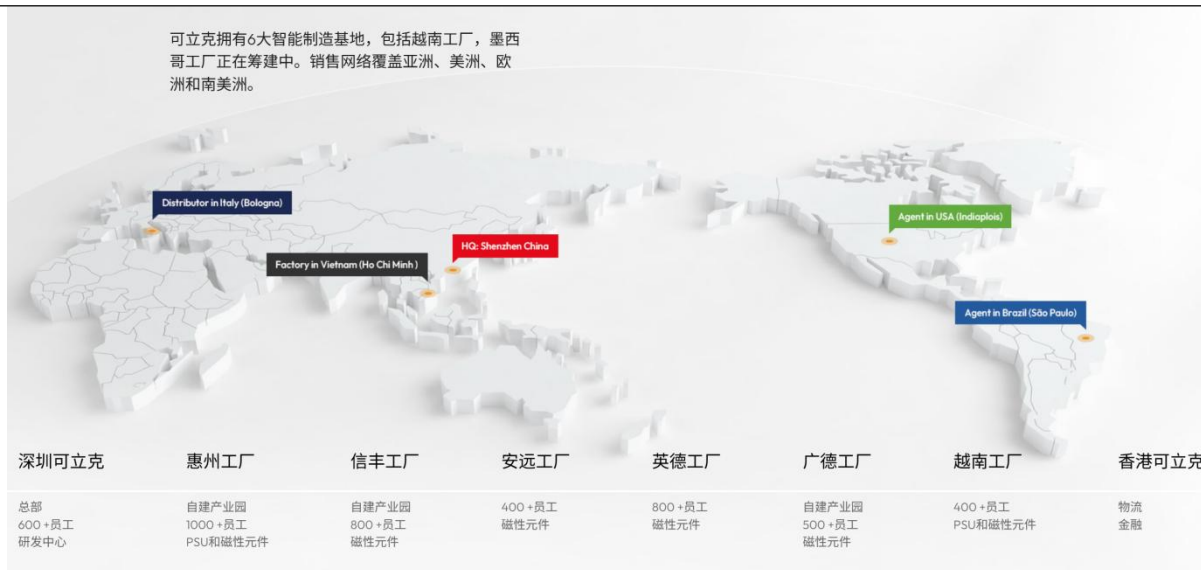 可立克拥有6大智能制造基地，包括越南工厂，墨西
哥工厂正在筹建中。销售网络覆盖亚洲、美洲、欧
洲和南美洲。
Distributor in Italy (Bologna)
Agent in USA (Indiaplois)
HQ: Shenzhen China
Factory in Vietnam (Ho Chi Minh )
Agent in Brazil (São Paulo)
深圳可立克
总部
600 +员工
研发中心
惠州工厂
自建产业园
1000 +员工
PSU和磁性元件
信丰工厂
自建产业园
800 +员工
磁性元件
安远工厂
400 +员工
磁性元件
英德工厂
800 +员工
磁性元件
广德工厂
自建产业园
500 +员工
磁性元件
越南工厂
400 +员工
PSU和磁性元件
香港可立克
物流
金融